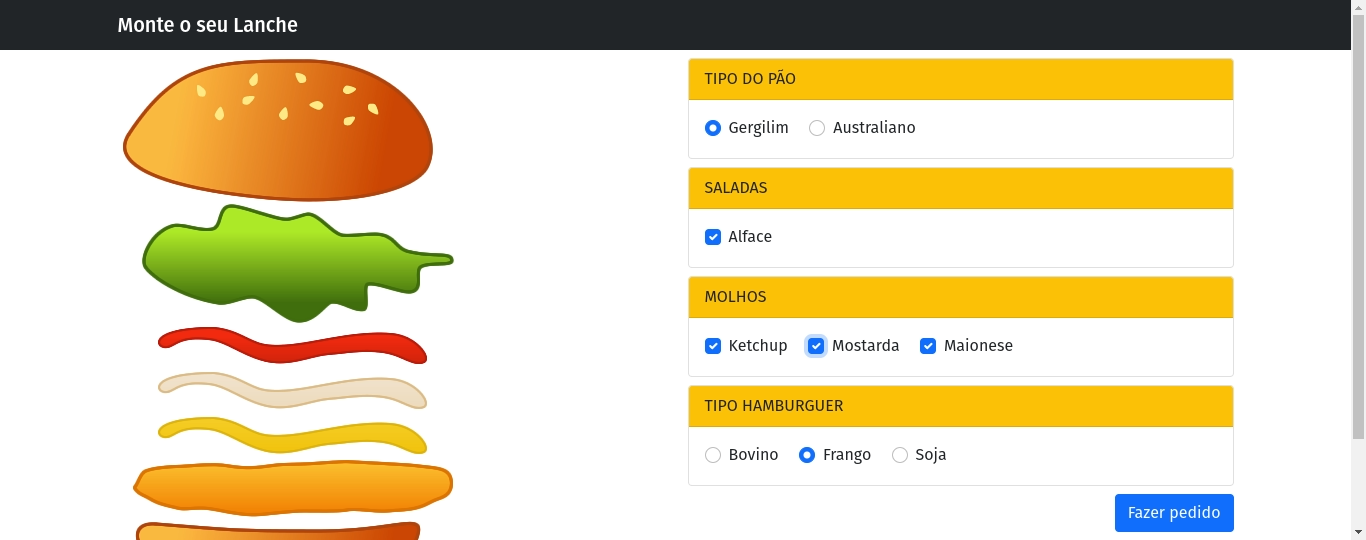 Monte o seu Lanche
TIPO DO PÃO
Gergilim Australiano
SALADAS
Alface
MOLHOS
Ketchup Mostarda Maionese
TIPO HAMBURGUER
Bovino Frango Soja
Fazer pedido